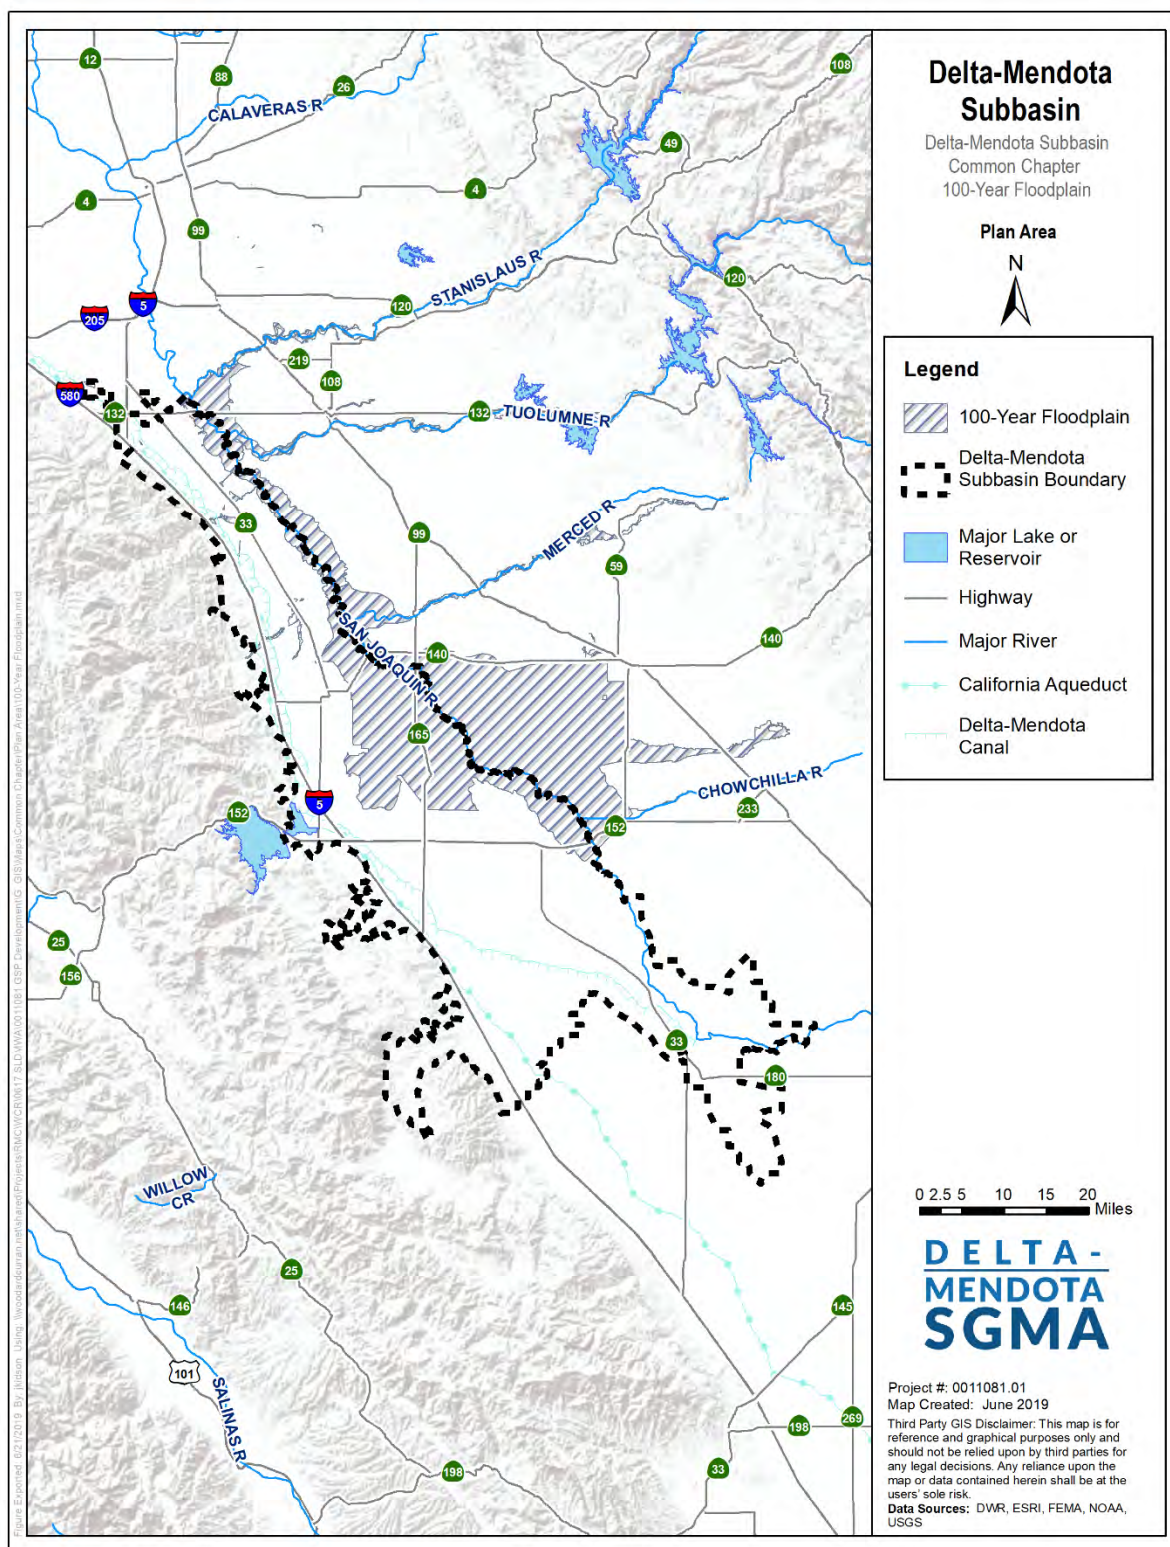 Delta-Mendota
Subbasin
Delta-Mendota Subbasin
Common Chapter
100-Year Floodplain
Plan Area
N
Legend
100-Year Floodplain
Delta-Mendota
Subbasin Boundary
Major Lake or
Reservoir
Highway
Major River
California Aqueduct
Delta-Mendota
Canal
0 2.5 5 10 15 20
Miles
DELTA-
MENDOTA
SGMA
Project #: 0011081.01
Map Created: June 2019
Third Party GIS Disclaimer: This map is for
reference and graphical purposes only and
should not be relied upon by third parties for
any legal decisions. Any reliance upon the
map or data contained herein shall be at the
users' sole risk.
Data Sources: DWR, ESRI, FEMA, NOAA,
USGS
12
88
26
108
CALAVERAS R
49
4
4
99
STANISLAUS R
120
120
5
205
219
108
580
132
132
TUOLUMNE R
33
99
MERCED R
59
SAN JOAQUIN R
140
140
165
CHOWCHILLA R
233
152
5
152
25
156
33
180
WILLOW
CR
25
146
145
101
SALINAS R
198
269
198
33